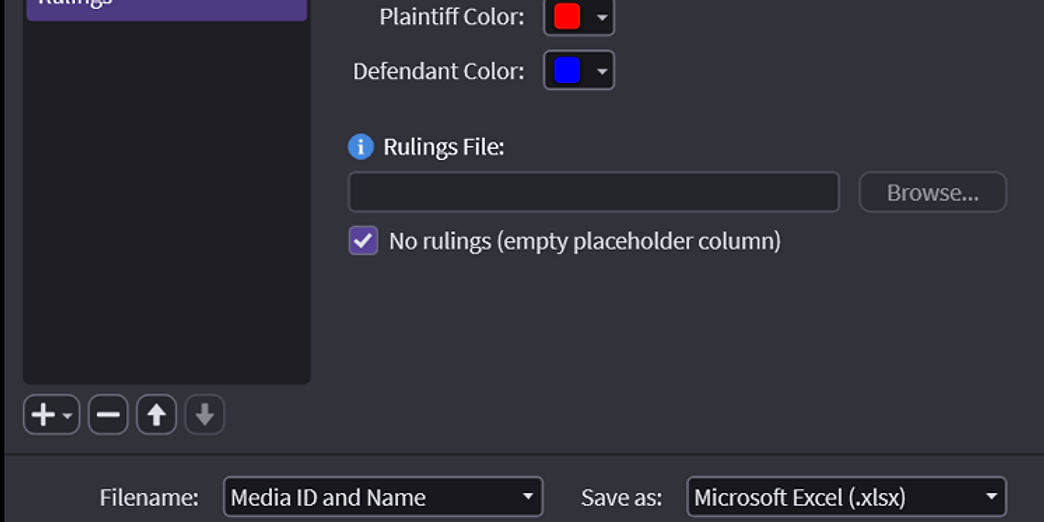 Rulings
Plaintiff Color:
Defendant Color:
Rulings File:
Browse...
No rulings (empty placeholder column)
Filename: Media ID and Name Save as: Microsoft Excel (.xlsx)